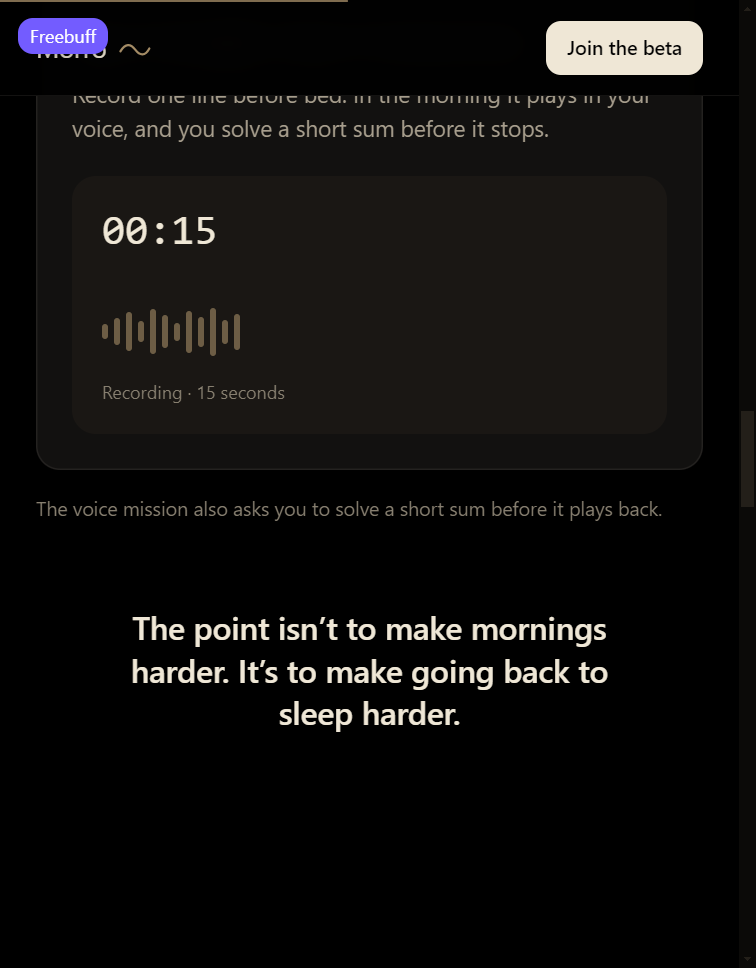 Freebuff
Join the beta
Record one line before bed. In the morning it plays in your
voice, and you solve a short sum before it stops.
00:15
Recording · 15 seconds
The voice mission also asks you to solve a short sum before it plays back.
The point isn’t to make mornings
harder. It’s to make going back to
sleep harder.